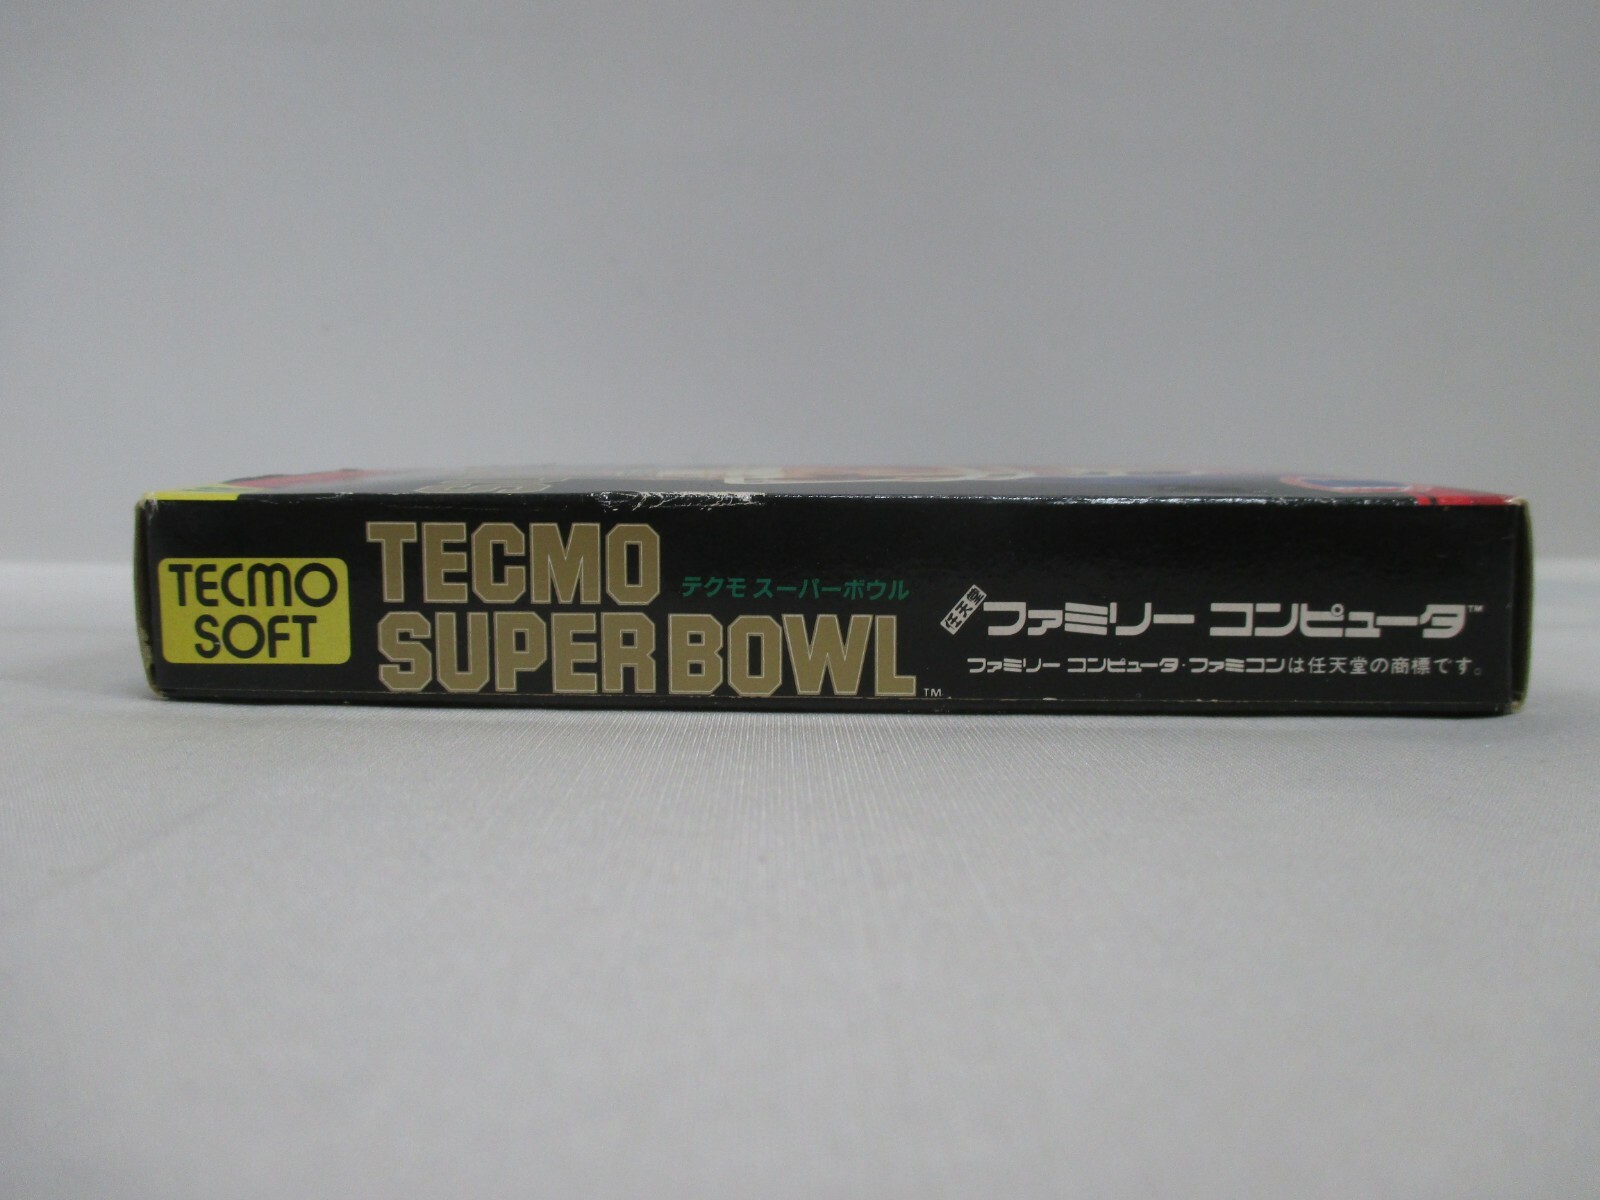 TECMO
SOFT
TECMO
SUPER BOWL™
テクモ スーパーボウル
任天堂
ファミリー コンピュータ™
ファミリー コンピュータ・ファミコンは任天堂の商標です。